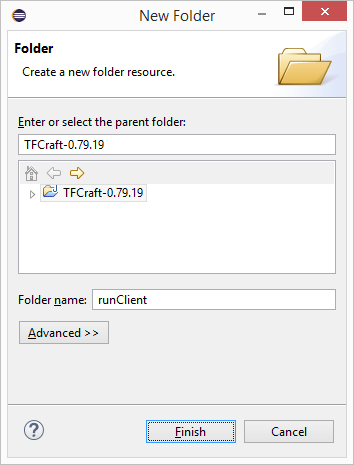 New Folder
Folder
Create a new folder resource.
Enter or select the parent folder:
TFCraft-0.79.19
TFCraft-0.79.19
Folder name: runClient
Advanced >>
? Finish Cancel